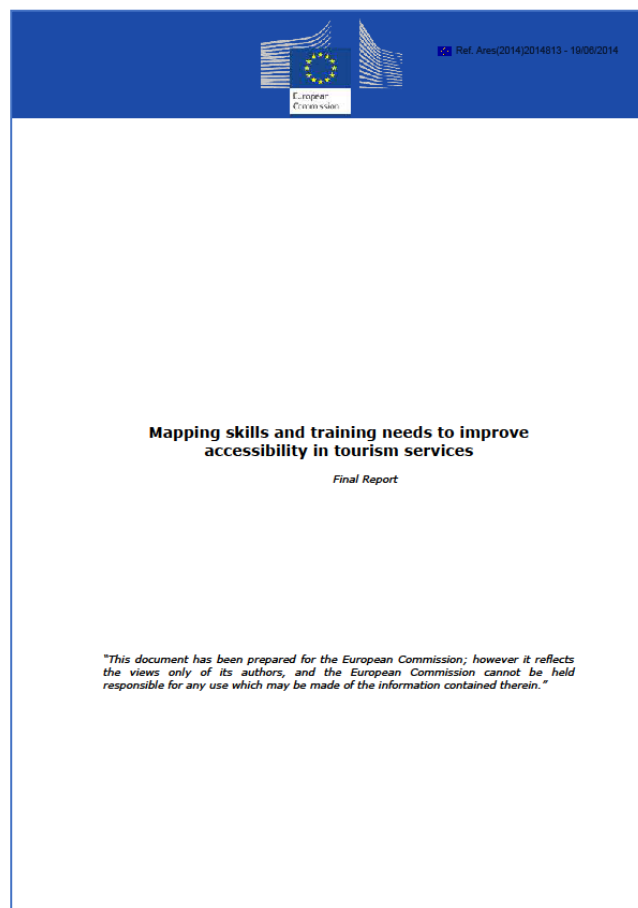 Ref. Ares(2014)2014813 - 19/06/2014
European
Commission
Mapping skills and training needs to improve
accessibility in tourism services
Final Report
"This document has been prepared for the European Commission; however it reflects
the views only of its authors, and the European Commission cannot be held
responsible for any use which may be made of the information contained therein."